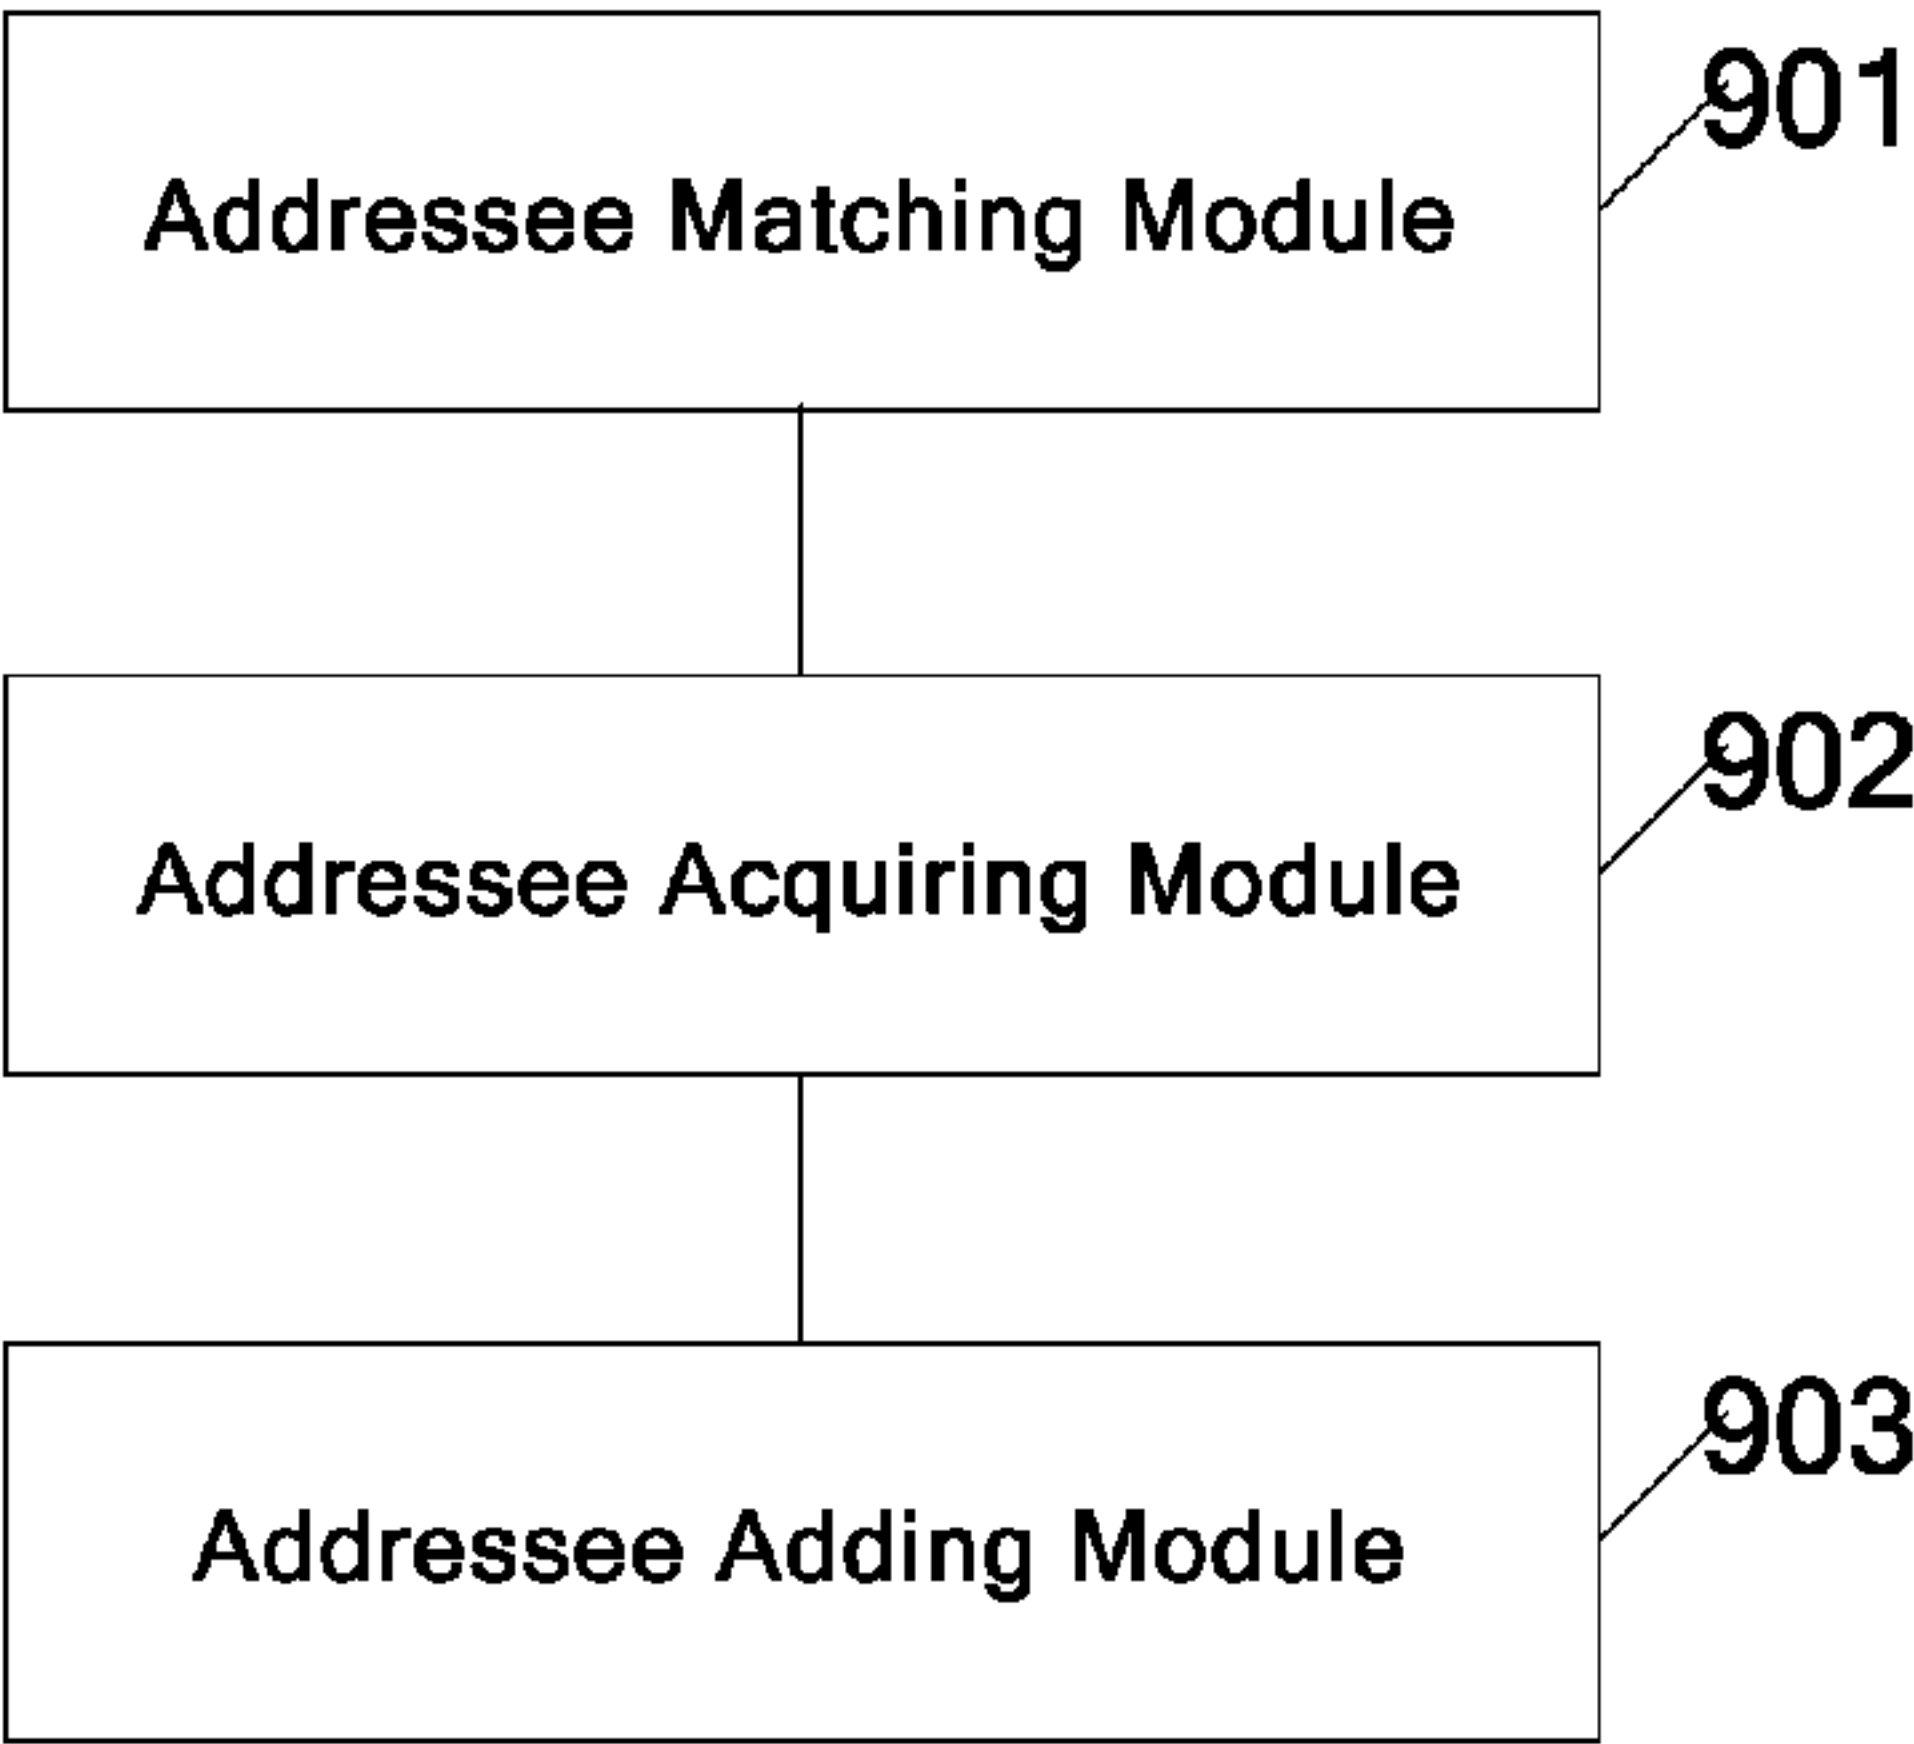 901
Addressee Matching Module
902
Addressee Acquiring Module
903
Addressee Adding Module